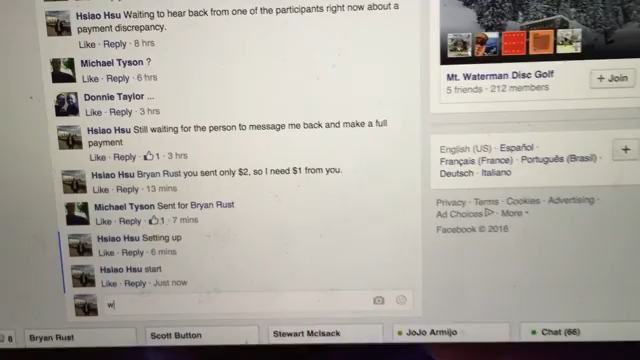 Hsiao Hsu Waiting to hear back from one of the participants right now about a
payment discrepancy.
Like · Reply · 8 hrs
Michael Tyson ?
Like · Reply · 6 hrs
Donnie Taylor ...
Like · Reply · 3 hrs
Hsiao Hsu Still waiting for the person to message me back and make a full
payment
Like · Reply · 1 · 3 hrs
Hsiao Hsu Bryan Rust you sent only $2, so I need $1 from you.
Like · Reply · 13 mins
Michael Tyson Sent for Bryan Rust
Like · Reply · 1 · 7 mins
Hsiao Hsu Setting up
Like · Reply · 6 mins
Hsiao Hsu start
Like · Reply · Just now
w
Mt. Waterman Disc Golf
5 friends · 212 members
+ Join
English (US) · Español ·
Français (France) · Português (Brasil) ·
Deutsch · Italiano
+
Privacy · Terms · Cookies · Advertising ·
Ad Choices · More
Facebook © 2016
Bryan Rust
Scott Button
Stewart McIsack
JoJo Armijo
Chat (66)